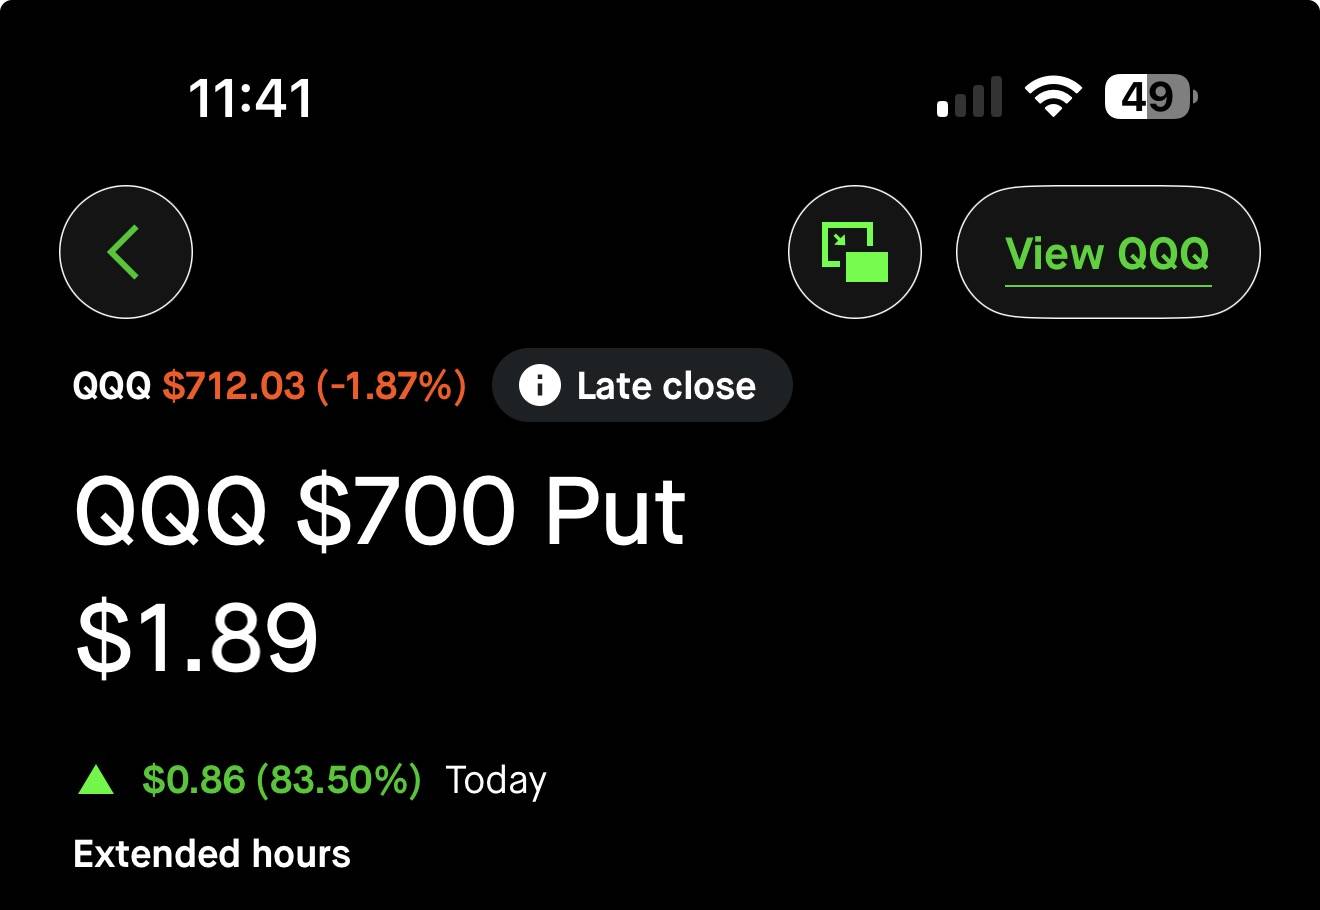 11:41
49
View QQQ
QQQ $712.03 (-1.87%) Late close
QQQ $700 Put
$1.89
$0.86 (83.50%) Today
Extended hours